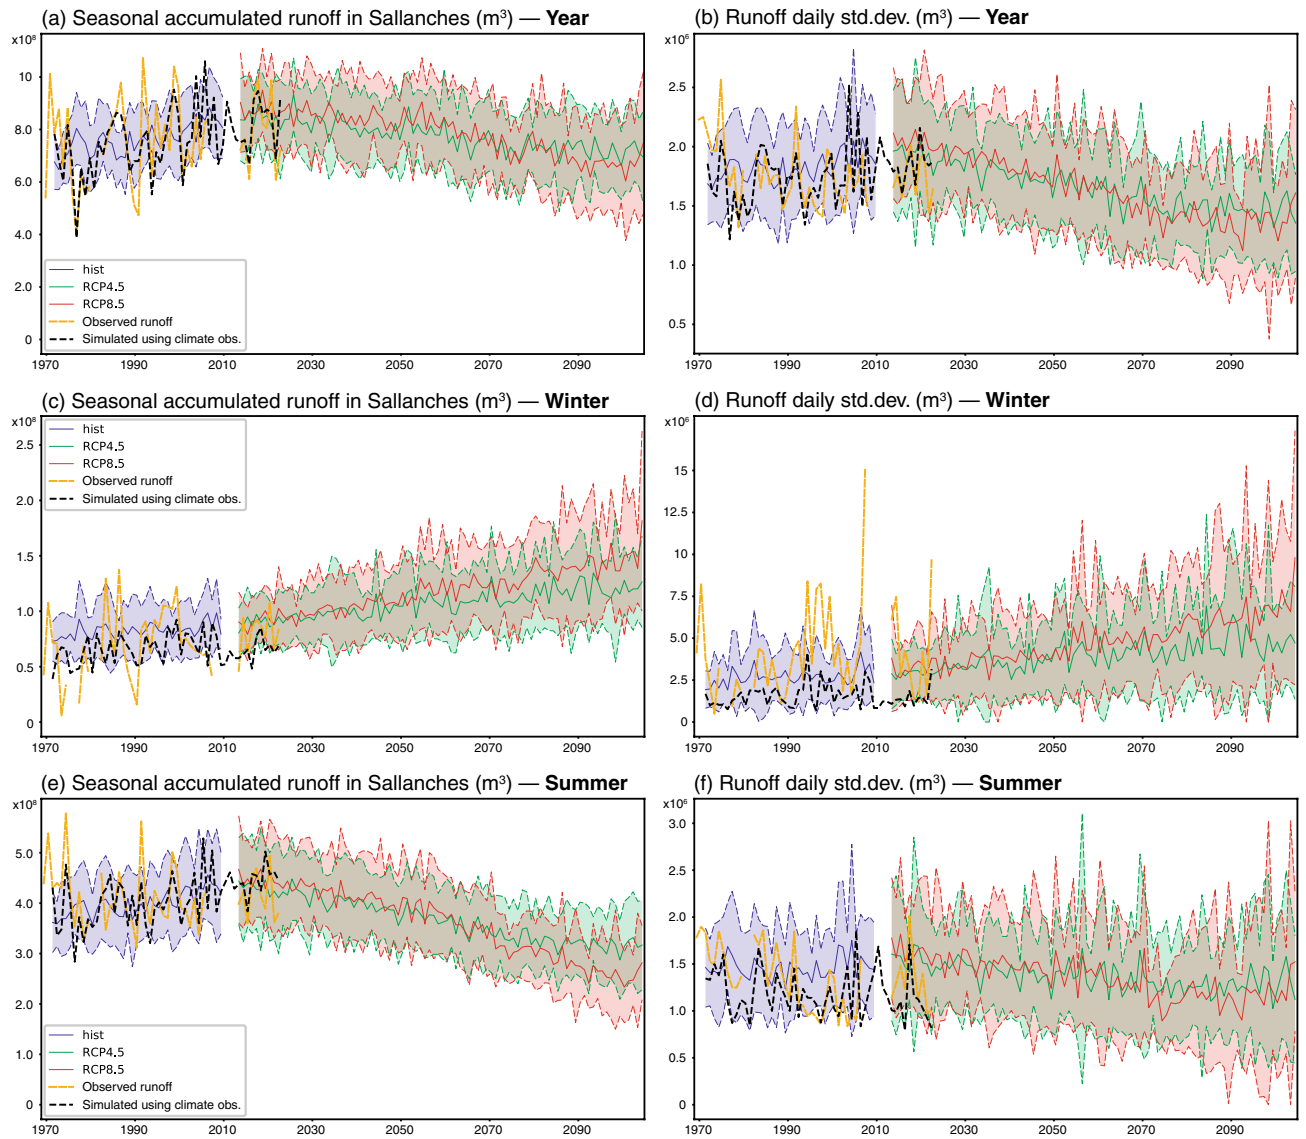 (a) Seasonal accumulated runoff in Sallanches (m³) — Year
x10⁸
10
8.0
6.0
4.0
2.0
0
hist
RCP4.5
RCP8.5
Observed runoff
Simulated using climate obs.
1970 1990 2010 2030 2050 2070 2090
(b) Runoff daily std.dev. (m³) — Year
x10⁶
2.5
2.0
1.5
1.0
0.5
1970 1990 2010 2030 2050 2070 2090
(c) Seasonal accumulated runoff in Sallanches (m³) — Winter
x10⁸
2.5
2.0
1.5
1.0
0.5
0
hist
RCP4.5
RCP8.5
Observed runoff
Simulated using climate obs.
1970 1990 2010 2030 2050 2070 2090
(d) Runoff daily std.dev. (m³) — Winter
x10⁶
15
12.5
10
7.5
5.0
2.5
0
1970 1990 2010 2030 2050 2070 2090
(e) Seasonal accumulated runoff in Sallanches (m³) — Summer
x10⁸
5.0
4.0
3.0
2.0
1.0
0
hist
RCP4.5
RCP8.5
Observed runoff
Simulated using climate obs.
1970 1990 2010 2030 2050 2070 2090
(f) Runoff daily std.dev. (m³) — Summer
x10⁶
3.0
2.5
2.0
1.5
1.0
0.5
0
1970 1990 2010 2030 2050 2070 2090